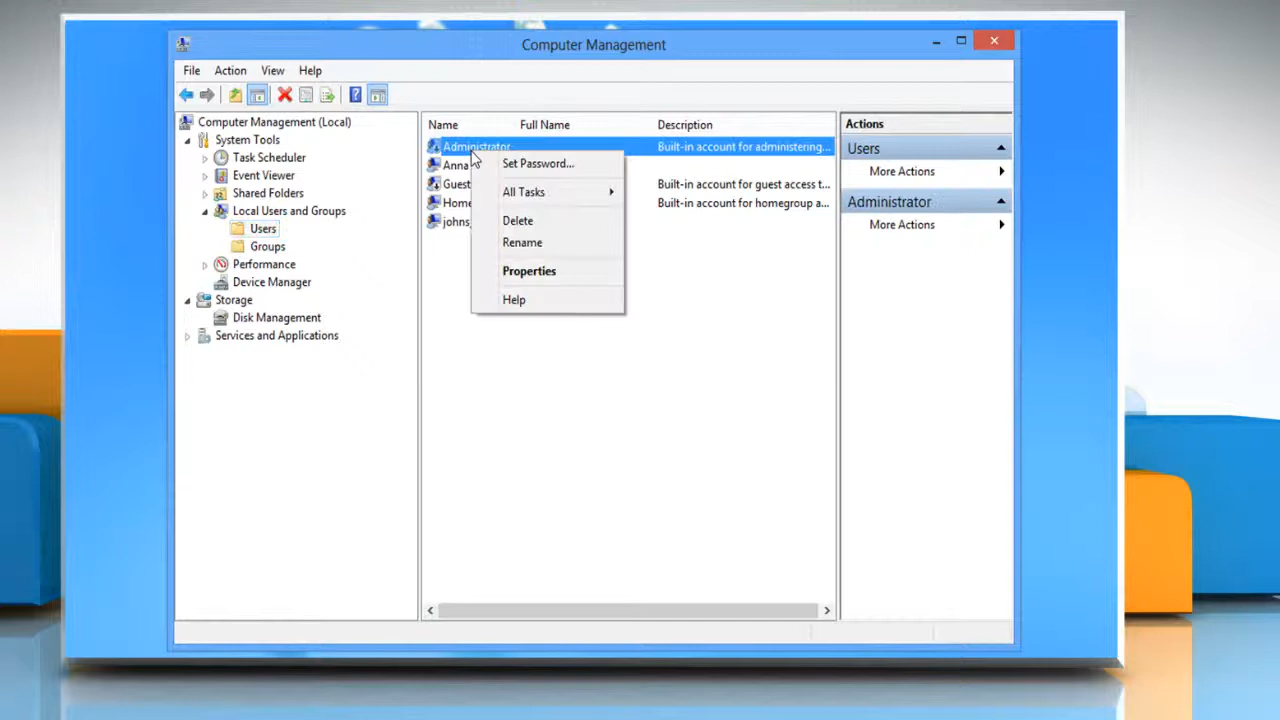 Computer Management
File Action View Help
Computer Management (Local)
System Tools
Task Scheduler
Event Viewer
Shared Folders
Local Users and Groups
Users
Groups
Performance
Device Manager
Storage
Disk Management
Services and Applications
Name Full Name Description
Administrator Built-in account for administering...
Anna
Guest Built-in account for guest access t...
Home Built-in account for homegroup a...
johns
Set Password...
All Tasks
Delete
Rename
Properties
Help
Actions
Users
More Actions
Administrator
More Actions